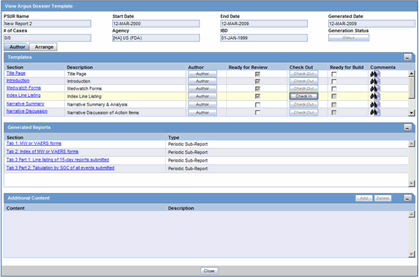 View Argus Dossier Template
PSUR Name Start Date End Date Generated Date
New Report 2 12-MAR-2000 12-MAR-2009 12-MAR-2009
# of Cases Agency IBD Generation Status
0/0 [NA] US (FDA) 01-JAN-1999
Author Arrange
Templates
Section Description Author Ready for Review Check Out Ready for Build Comments
Title Page Title Page Author Check Out
Introduction Introduction Author Check Out
Medwatch Forms Medwatch Forms Author Check Out
Index Line Listing Index Line Listing Author Check In
Narrative Summary Narrative Summary & Analysis Author Check Out
Narrative Discussion Narrative Discussion of Action Items Author Check Out
Generated Reports
Section Type
Tab 1: MW or VAERS forms Periodic Sub-Report
Tab 2: Index of MW or VAERS forms Periodic Sub-Report
Tab 3 Part 1: Line listing of 15-day reports submitted Periodic Sub-Report
Tab 3 Part 2: Tabulation by SOC of all events submitted Periodic Sub-Report
Additional Content Add Delete
Content Description
Close